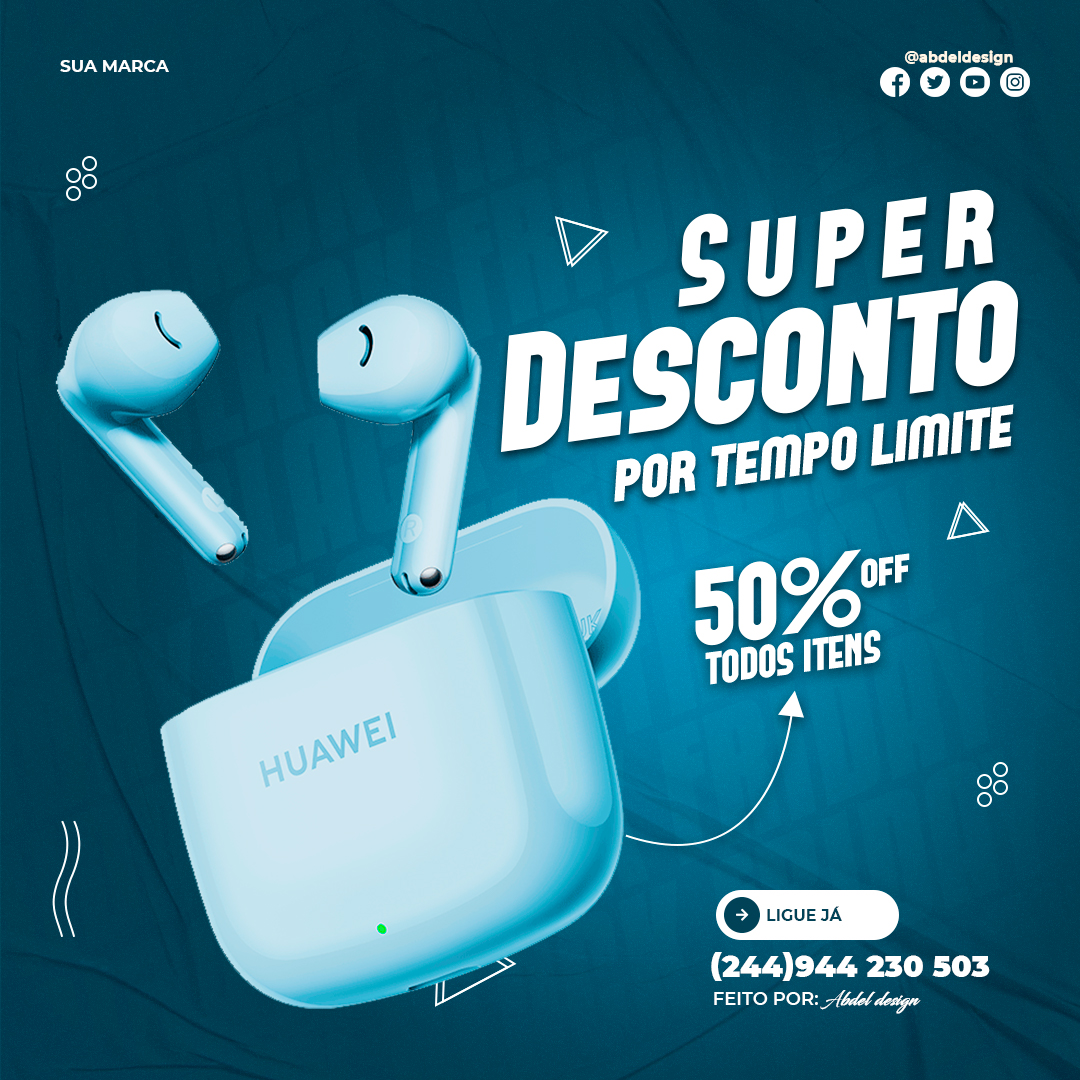 SUA MARCA
@abdeldesign
SUPER
DESCONTO
POR TEMPO LIMITE
50% OFF
TODOS ITENS
R
HUAWEI
LIGUE JÁ
(244)944 230 503
FEITO POR: Abdel design